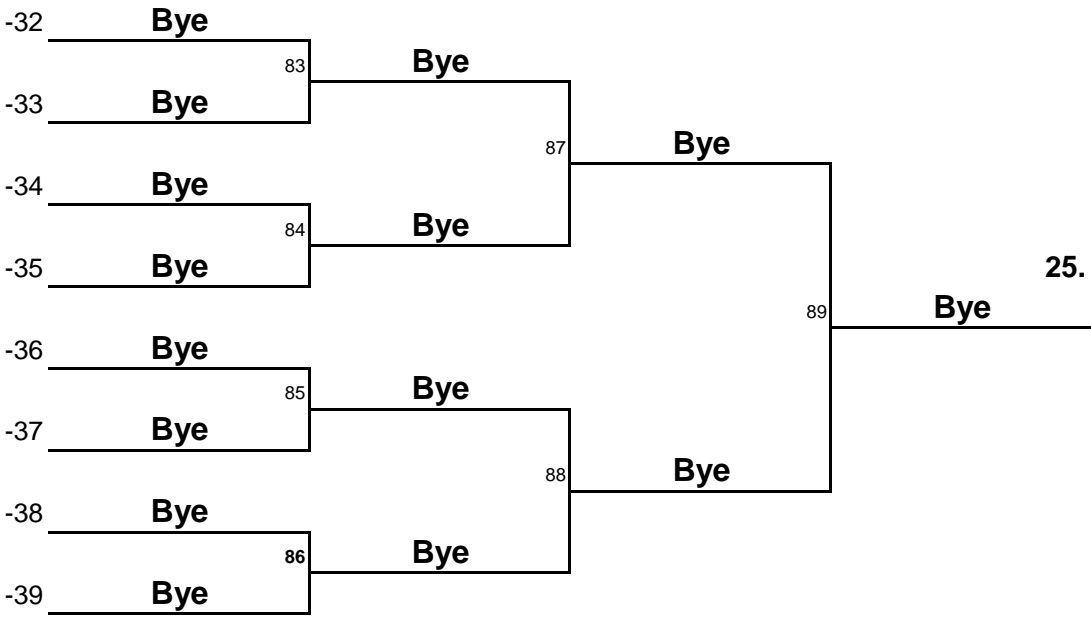 -32 Bye
83 Bye
-33 Bye
87 Bye
-34 Bye
84 Bye
-35 Bye
25.
89 Bye
-36 Bye
85 Bye
-37 Bye
88 Bye
-38 Bye
86 Bye
-39 Bye